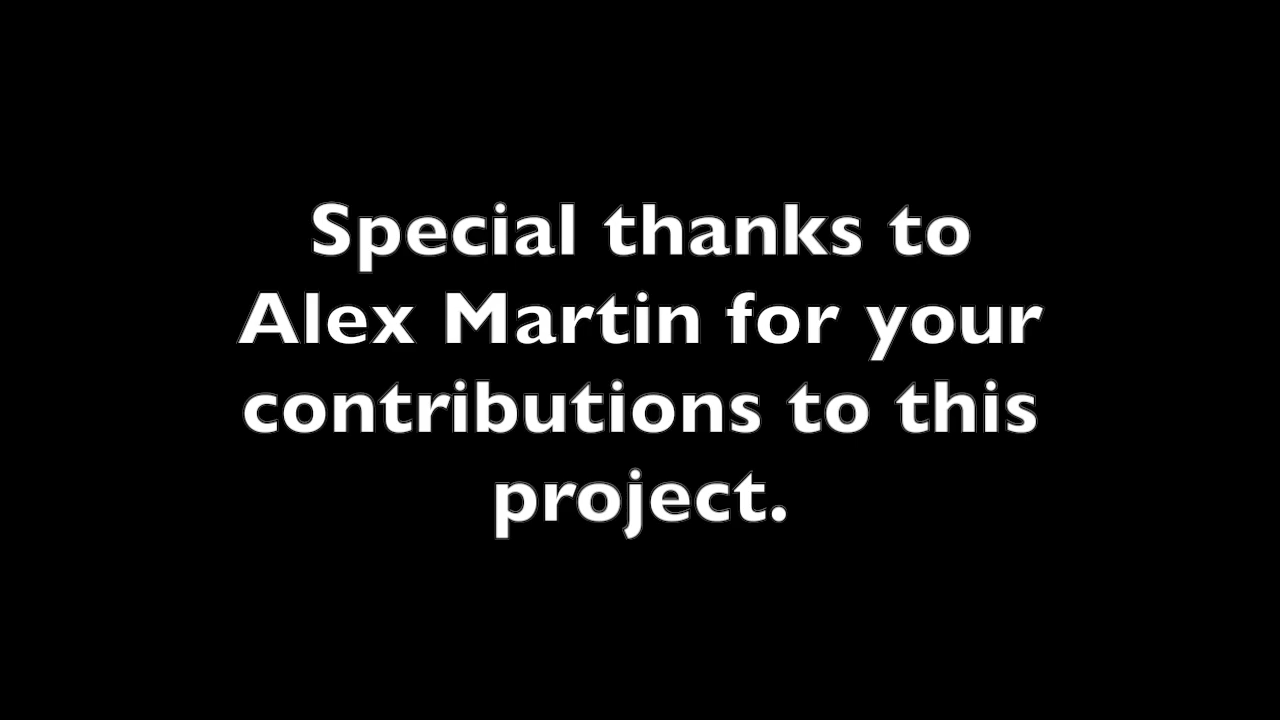 Special thanks to
Alex Martin for your
contributions to this
project.